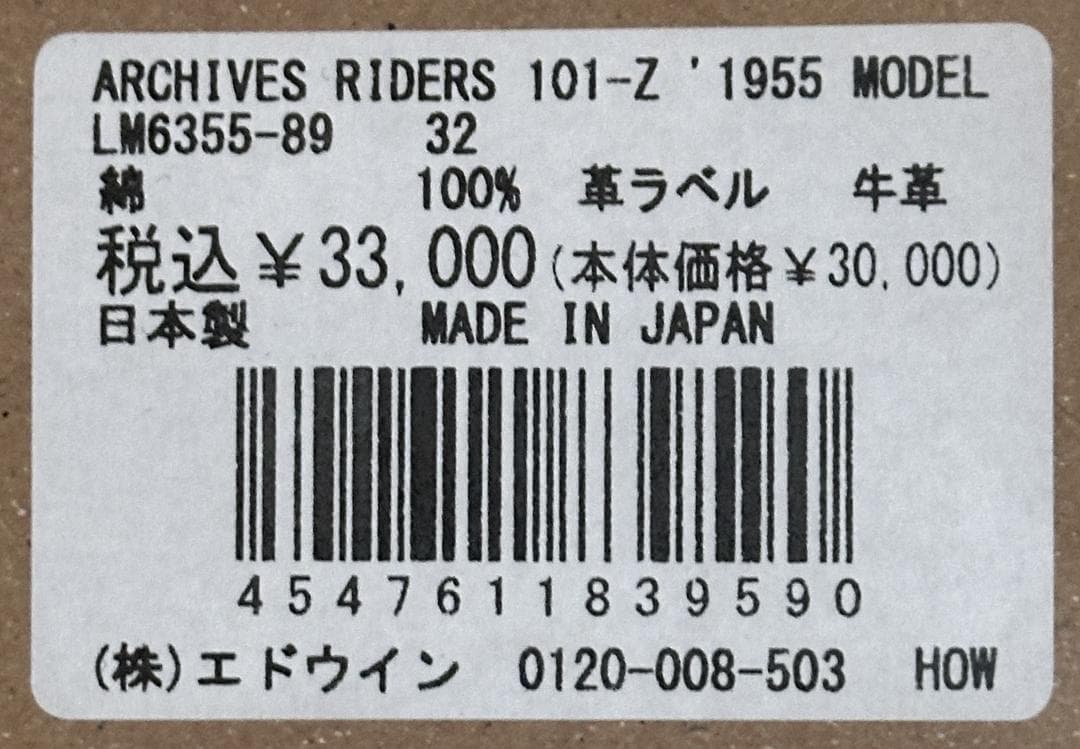 ARCHIVES RIDERS 101-Z '1955 MODEL
LM6355-89 32
綿 100% 革ラベル 牛革
税込¥33,000(本体価格¥30,000)
日本製 MADE IN JAPAN
4547611839590
(株)エドウイン 0120-008-503 HOW